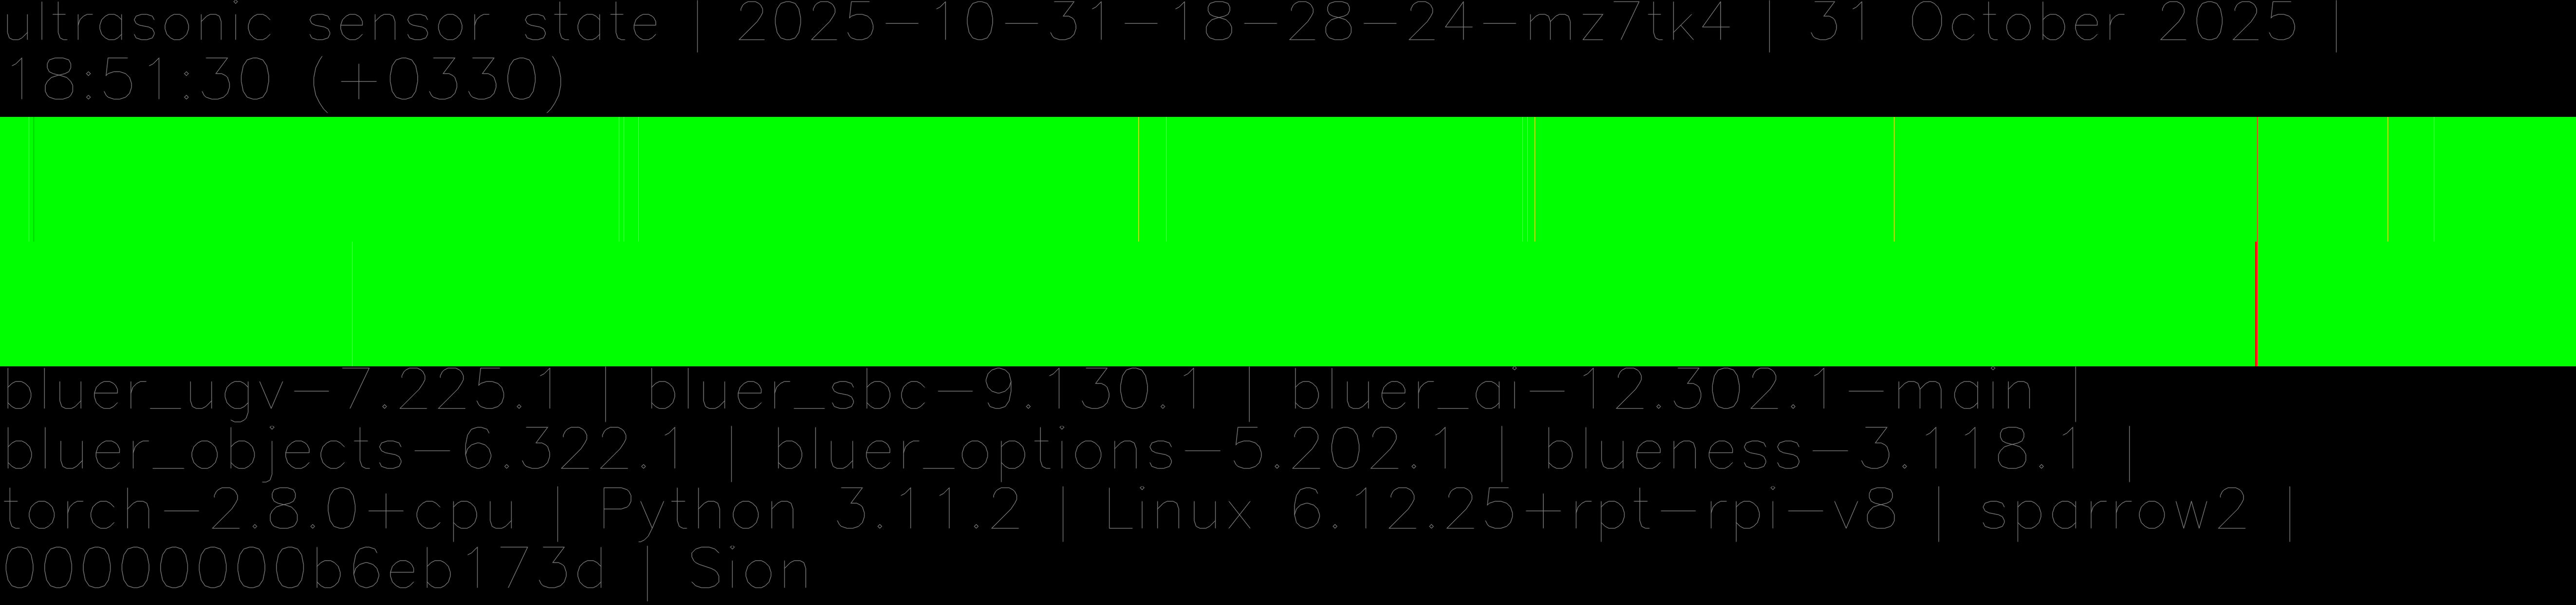 ultrasonic sensor state | 2025-10-31-18-28-24-mz7tk4 | 31 October 2025 |
18:51:30 (+0330)
bluer_ugv-7.225.1 | bluer_sbc-9.130.1 | bluer_ai-12.302.1-main |
bluer_objects-6.322.1 | bluer_options-5.202.1 | blueness-3.118.1 |
torch-2.8.0+cpu | Python 3.11.2 | Linux 6.12.25+rpt-rpi-v8 | sparrow2 |
00000000b6eb173d | Sion